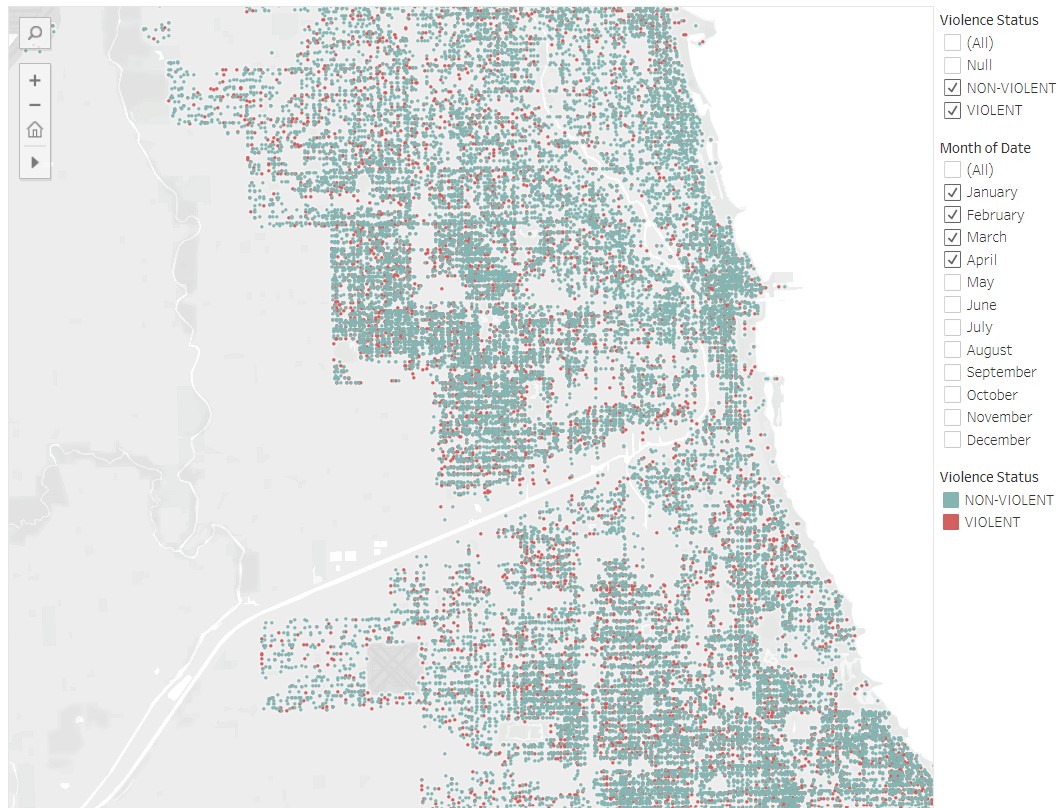 Violence Status
(All)
Null
NON-VIOLENT
VIOLENT
Month of Date
(All)
January
February
March
April
May
June
July
August
September
October
November
December
Violence Status
NON-VIOLENT
VIOLENT